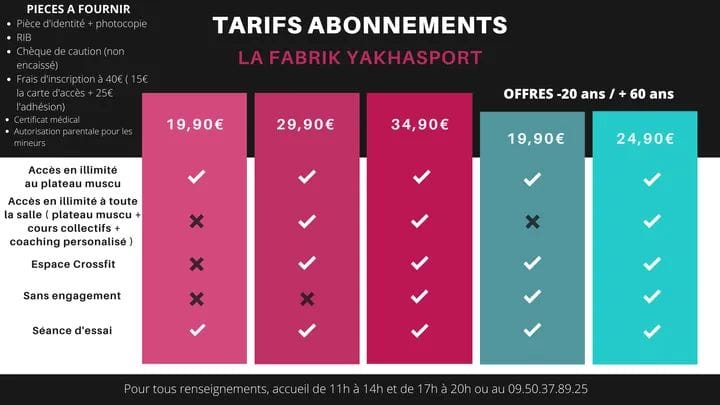 PIECES A FOURNIR
Pièce d'identité + photocopie
RIB
Chèque de caution (non
encaissé)
Frais d'inscription à 40€ ( 15€
la carte d'accès + 25€
l'adhésion)
Certificat médical
Autorisation parentale pour les
mineurs
TARIFS ABONNEMENTS
LA FABRIK YAKHASPORT
OFFRES -20 ans / + 60 ans
19,90€ 29,90€ 34,90€ 19,90€ 24,90€
Accès en illimité
au plateau muscu
Accès en illimité à toute
la salle ( plateau muscu +
cours collectifs +
coaching personalisé )
Espace Crossfit
Sans engagement
Séance d'essai
Pour tous renseignements, accueil de 11h à 14h et de 17h à 20h ou au 09.50.37.89.25